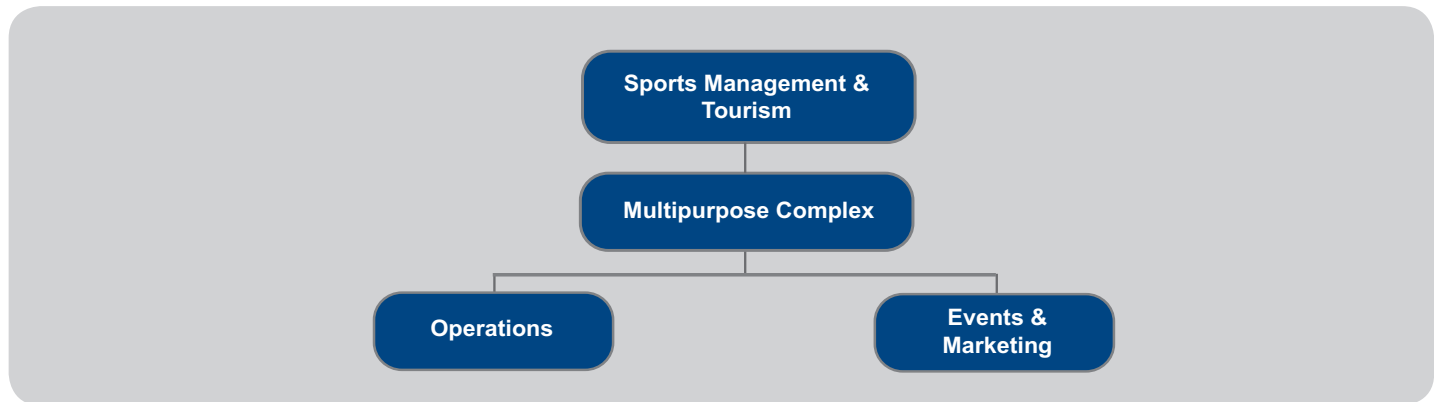 Sports Management &
Tourism
Multipurpose Complex
Operations
Events &
Marketing